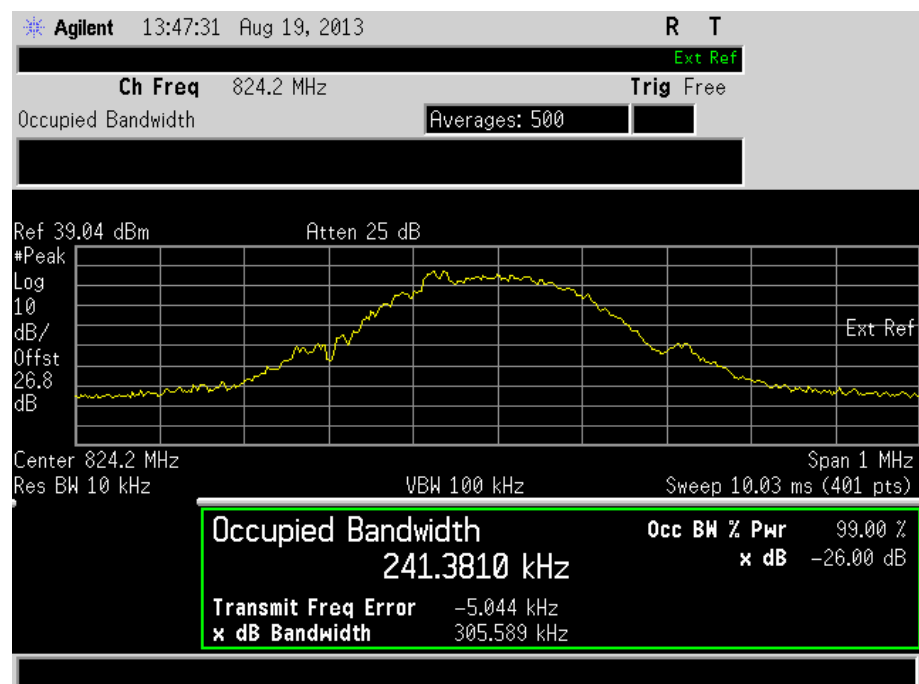 Agilent 13:47:31 Aug 19, 2013 R T
Ext Ref
Ch Freq 824.2 MHz Trig Free
Occupied Bandwidth Averages: 500
Ref 39.04 dBm Atten 25 dB
#Peak
Log
10
dB/
Offst
26.8
dB
Ext Ref
Center 824.2 MHz Span 1 MHz
Res BW 10 kHz VBW 100 kHz Sweep 10.03 ms (401 pts)
Occupied Bandwidth Occ BW % Pwr 99.00 %
241.3810 kHz x dB -26.00 dB
Transmit Freq Error -5.044 kHz
x dB Bandwidth 305.589 kHz